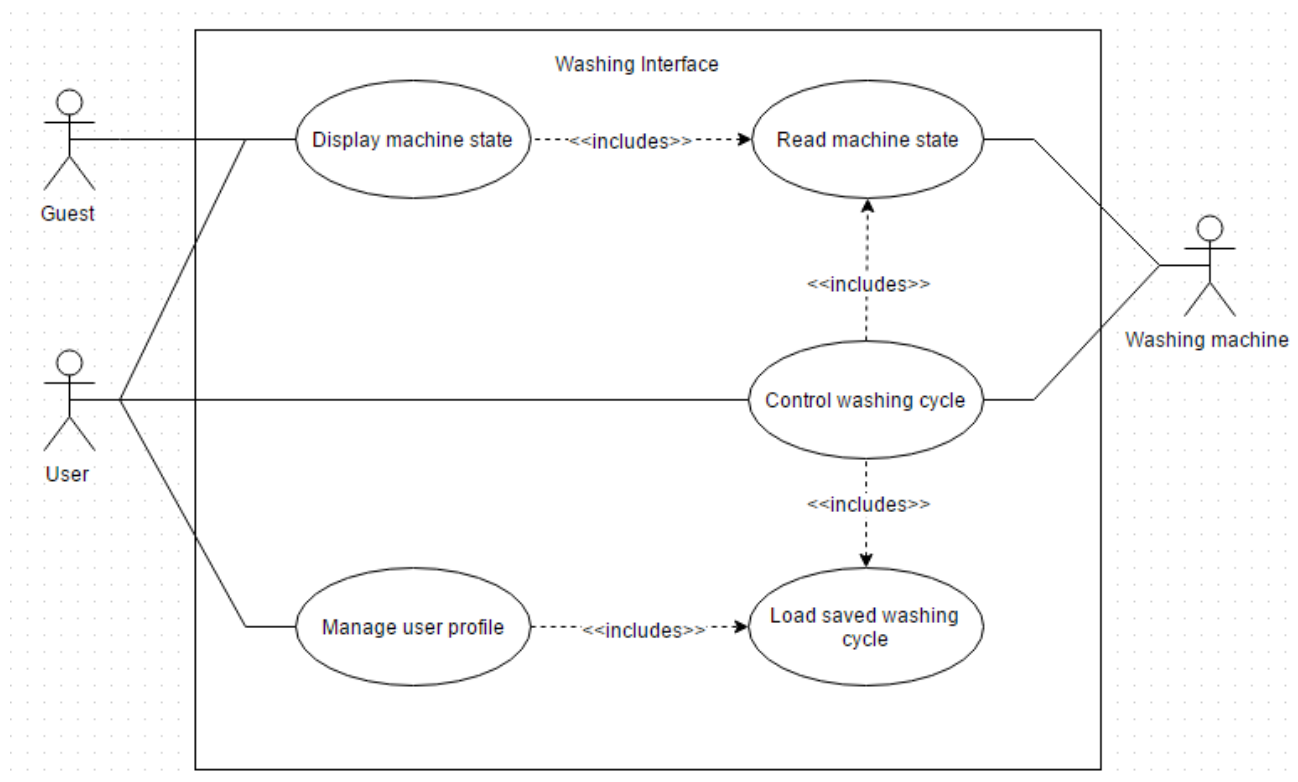 Washing Interface
Display machine state
<<includes>>
Read machine state
Guest
<<includes>>
Washing machine
Control washing cycle
User
<<includes>>
Manage user profile
<<includes>>
Load saved washing
cycle